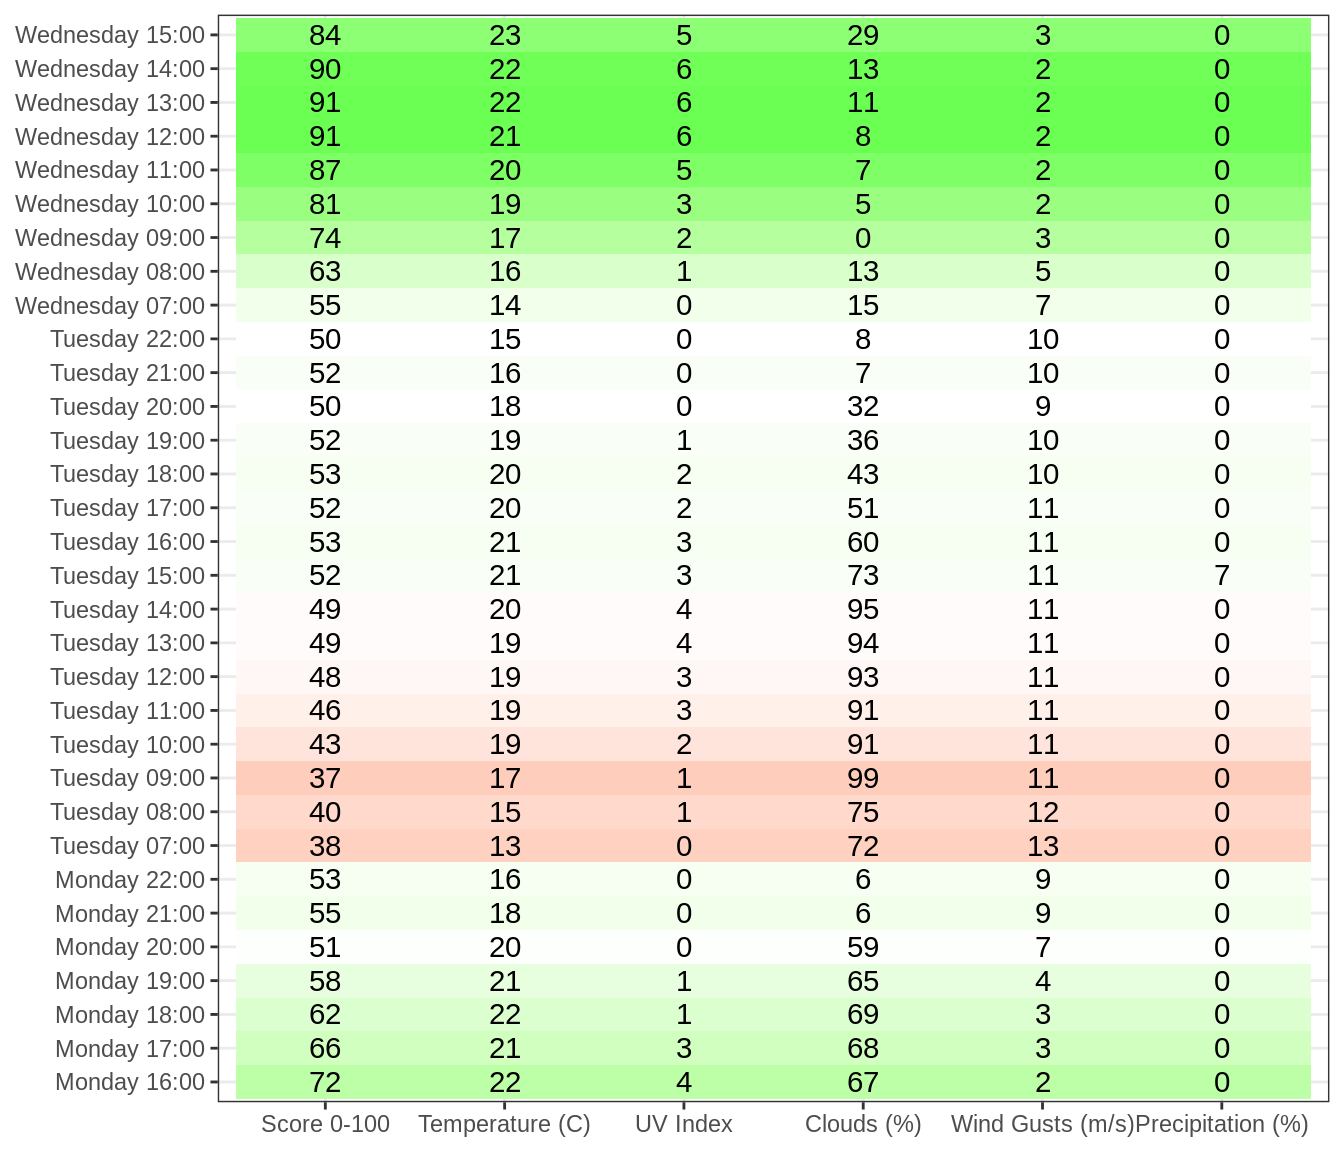 Wednesday 15:00 84 23 5 29 3 0
Wednesday 14:00 90 22 6 13 2 0
Wednesday 13:00 91 22 6 11 2 0
Wednesday 12:00 91 21 6 8 2 0
Wednesday 11:00 87 20 5 7 2 0
Wednesday 10:00 81 19 3 5 2 0
Wednesday 09:00 74 17 2 0 3 0
Wednesday 08:00 63 16 1 13 5 0
Wednesday 07:00 55 14 0 15 7 0
Tuesday 22:00 50 15 0 8 10 0
Tuesday 21:00 52 16 0 7 10 0
Tuesday 20:00 50 18 0 32 9 0
Tuesday 19:00 52 19 1 36 10 0
Tuesday 18:00 53 20 2 43 10 0
Tuesday 17:00 52 20 2 51 11 0
Tuesday 16:00 53 21 3 60 11 0
Tuesday 15:00 52 21 3 73 11 7
Tuesday 14:00 49 20 4 95 11 0
Tuesday 13:00 49 19 4 94 11 0
Tuesday 12:00 48 19 3 93 11 0
Tuesday 11:00 46 19 3 91 11 0
Tuesday 10:00 43 19 2 91 11 0
Tuesday 09:00 37 17 1 99 11 0
Tuesday 08:00 40 15 1 75 12 0
Tuesday 07:00 38 13 0 72 13 0
Monday 22:00 53 16 0 6 9 0
Monday 21:00 55 18 0 6 9 0
Monday 20:00 51 20 0 59 7 0
Monday 19:00 58 21 1 65 4 0
Monday 18:00 62 22 1 69 3 0
Monday 17:00 66 21 3 68 3 0
Monday 16:00 72 22 4 67 2 0
Score 0-100 Temperature (C) UV Index Clouds (%) Wind Gusts (m/s) Precipitation (%)